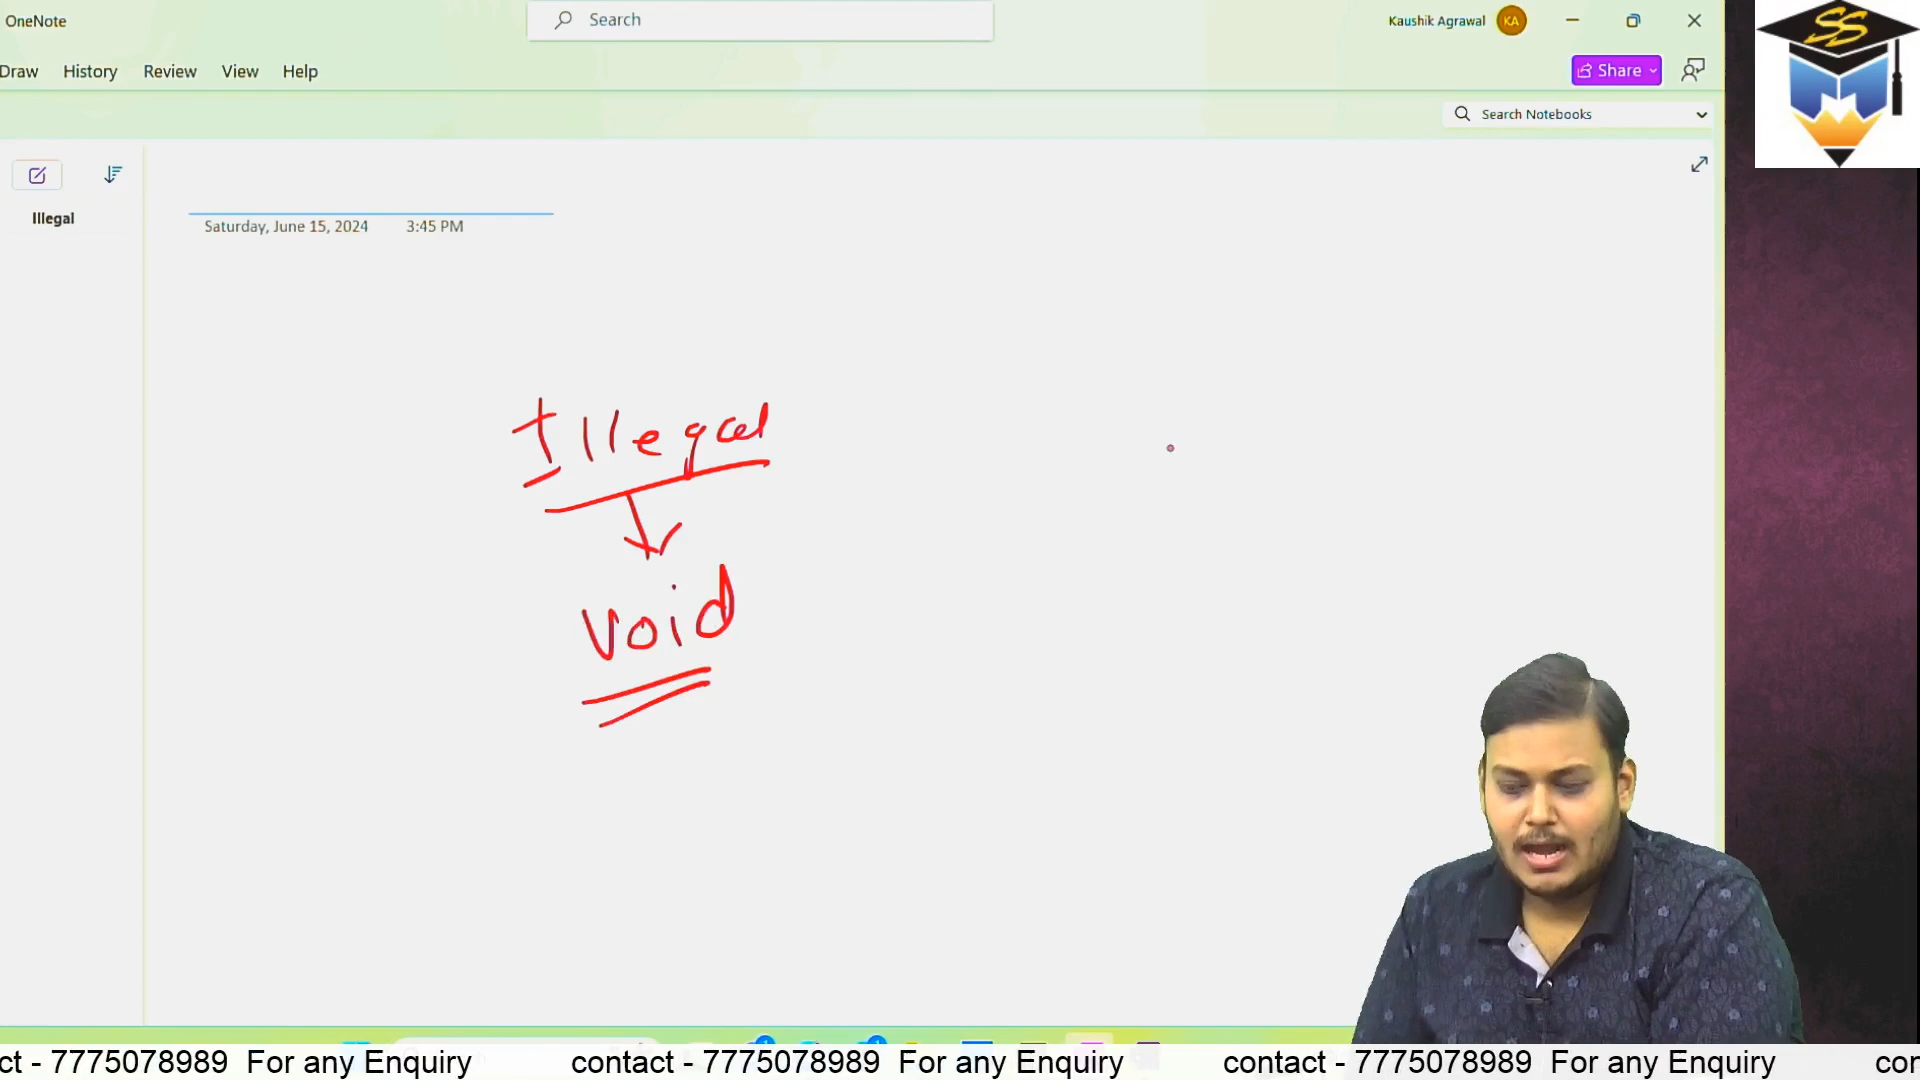 OneNote
Search
Kaushik Agrawal KA
SS
Draw History Review View Help
Share
Search Notebooks
Illegal
Saturday, June 15, 2024 3:45 PM
Illegal
void
ct - 7775078989 For any Enquiry contact - 7775078989 For any Enquiry contact - 7775078989 For any Enquiry con